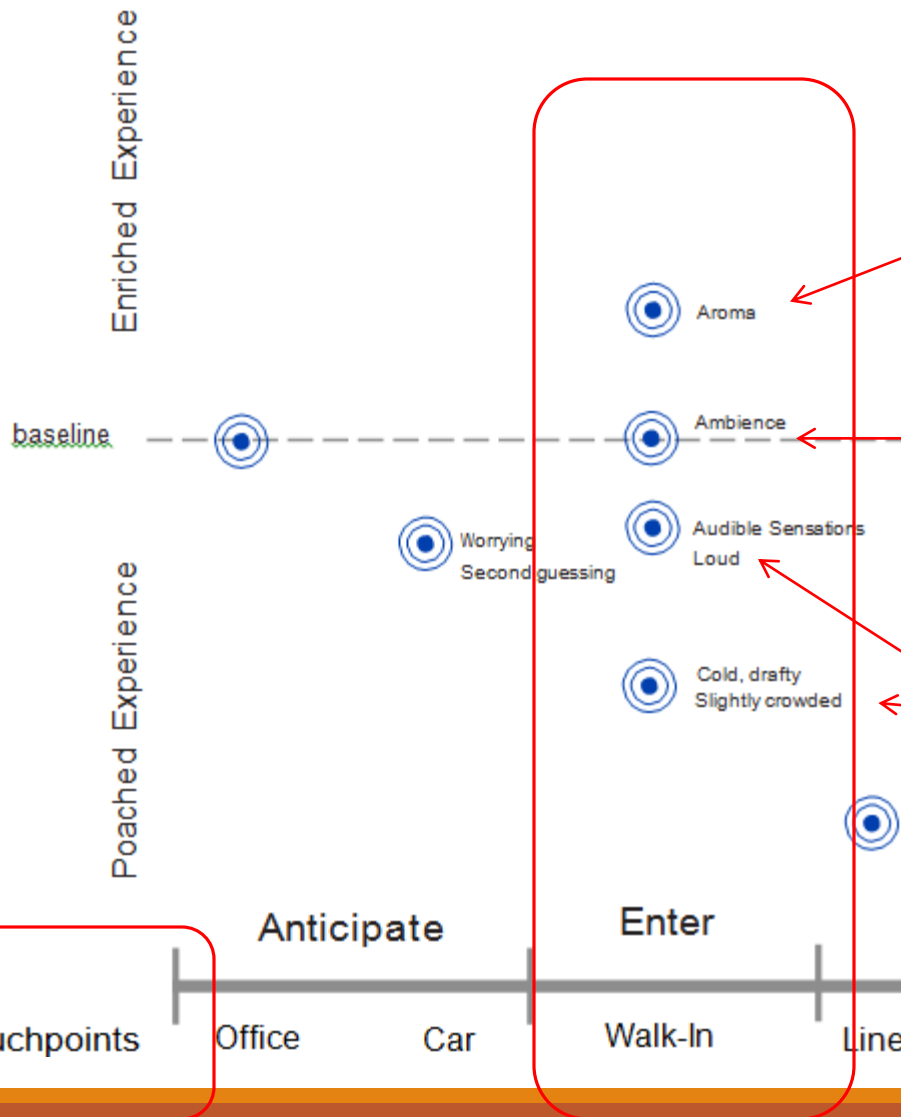 Enriched Experience
Aroma
baseline
Ambience
Audible Sensations
Loud
Worrying
Second guessing
Poached Experience
Cold, drafty
Slightly crowded
Anticipate
Enter
uchpoints
Office
Car
Walk-In
Line